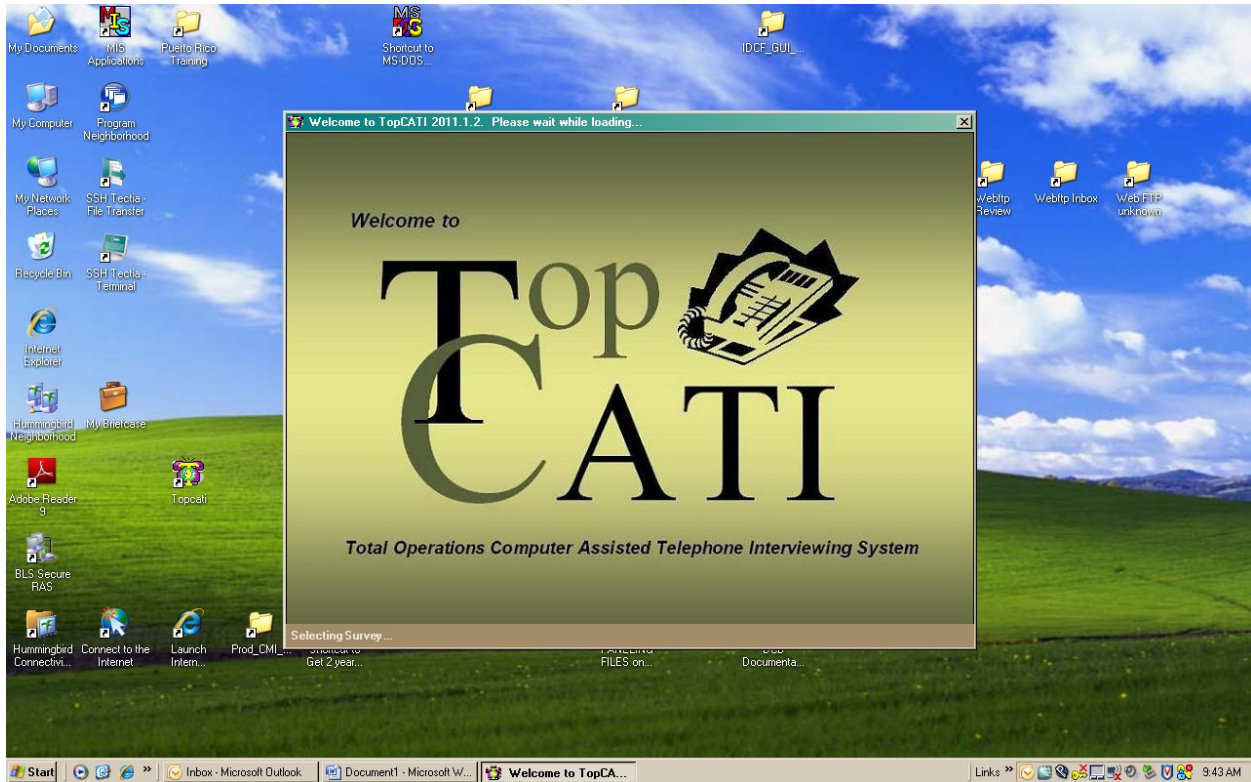 My Documents
MIS
Applications
Puerto Rico
Training
MIS
Shortcut to
MS-DOS...
MS
IDCF_GUI_...
My Computer
Program
Neighborhood
My Network
Places
SSH Tectia -
File Transfer
Recycle Bin
SSH Tectia -
Terminal
Internet
Explorer
Hummingbird
Neighborhood
My Briefcase
Adobe Reader
9
Topcati
BLS Secure
RAS
Hummingbird
Connectivi...
Connect to the
Internet
Launch
Intern...
Prod_CMI_...
Shortcut to
Get 2 year...
PANELING
FILES on...
Documenta...
Webftp
Review
Webftp Inbox
Web FTP
unknown
Welcome to TopCATI 2011.1.2. Please wait while loading...
Welcome to
Top
CATI
Total Operations Computer Assisted Telephone Interviewing System
Selecting Survey...
Start
Inbox - Microsoft Outlook
Document1 - Microsoft W...
Welcome to TopCA...
Links
9:43 AM